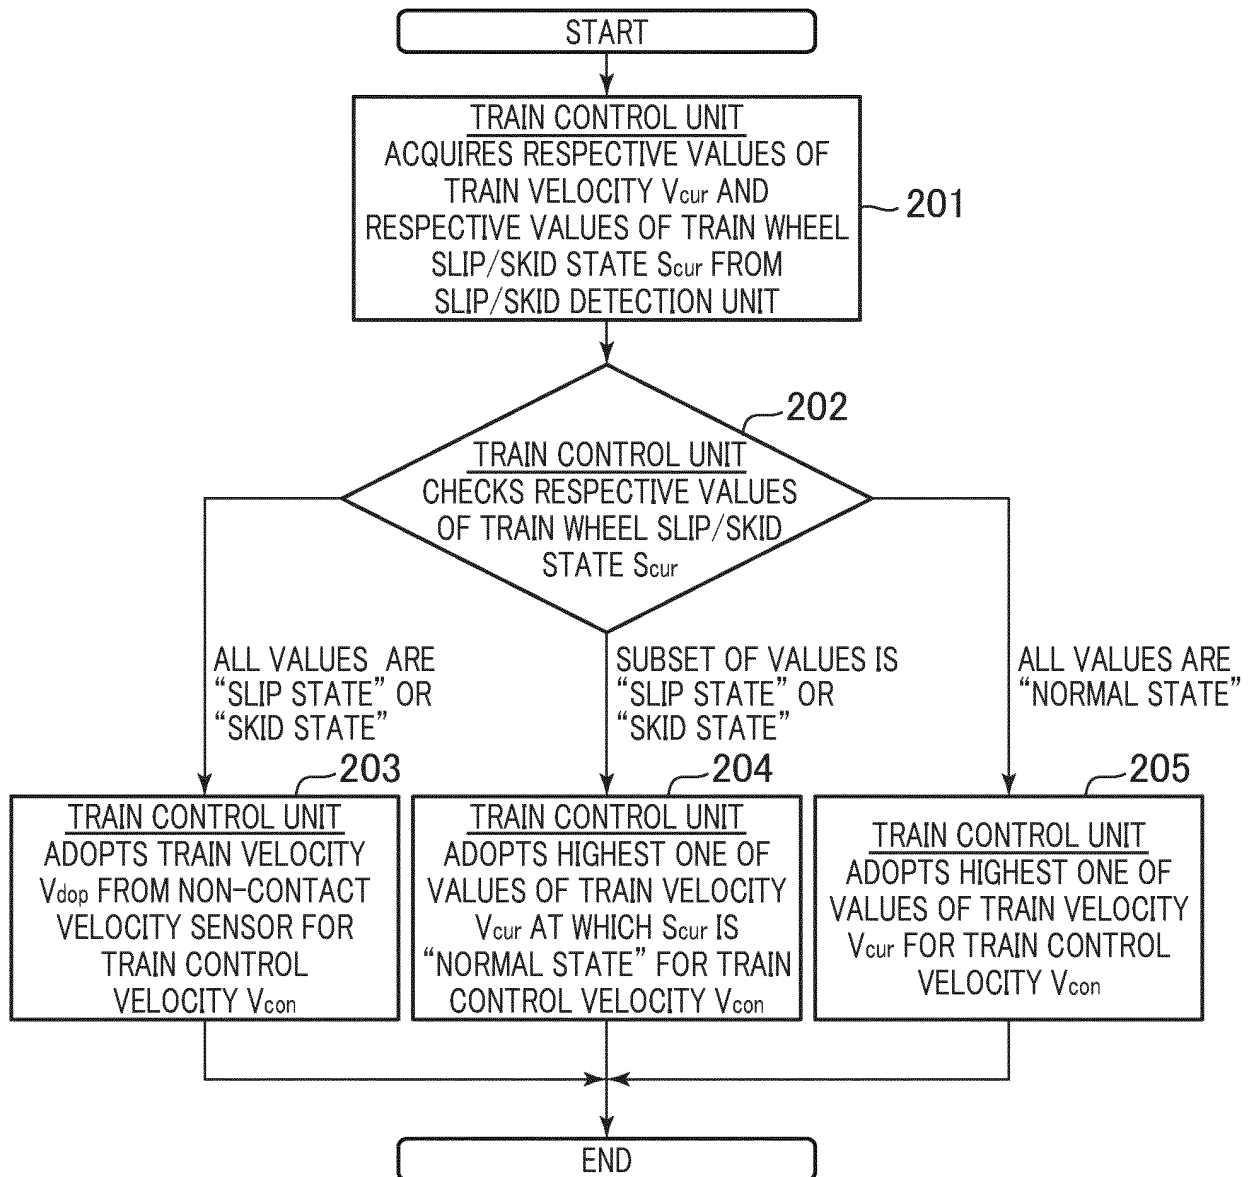 START
TRAIN CONTROL UNIT
ACQUIRES RESPECTIVE VALUES OF
TRAIN VELOCITY Vcur AND
RESPECTIVE VALUES OF TRAIN WHEEL
SLIP/SKID STATE Scur FROM
SLIP/SKID DETECTION UNIT
201
202
TRAIN CONTROL UNIT
CHECKS RESPECTIVE VALUES
OF TRAIN WHEEL SLIP/SKID
STATE Scur
ALL VALUES ARE
“SLIP STATE” OR
“SKID STATE”
SUBSET OF VALUES IS
“SLIP STATE” OR
“SKID STATE”
ALL VALUES ARE
“NORMAL STATE”
203
TRAIN CONTROL UNIT
ADOPTS TRAIN VELOCITY
Vdop FROM NON-CONTACT
VELOCITY SENSOR FOR
TRAIN CONTROL
VELOCITY Vcon
204
TRAIN CONTROL UNIT
ADOPTS HIGHEST ONE OF
VALUES OF TRAIN VELOCITY
Vcur AT WHICH Scur IS
“NORMAL STATE” FOR TRAIN
CONTROL VELOCITY Vcon
205
TRAIN CONTROL UNIT
ADOPTS HIGHEST ONE OF
VALUES OF TRAIN VELOCITY
Vcur FOR TRAIN CONTROL
VELOCITY Vcon
END